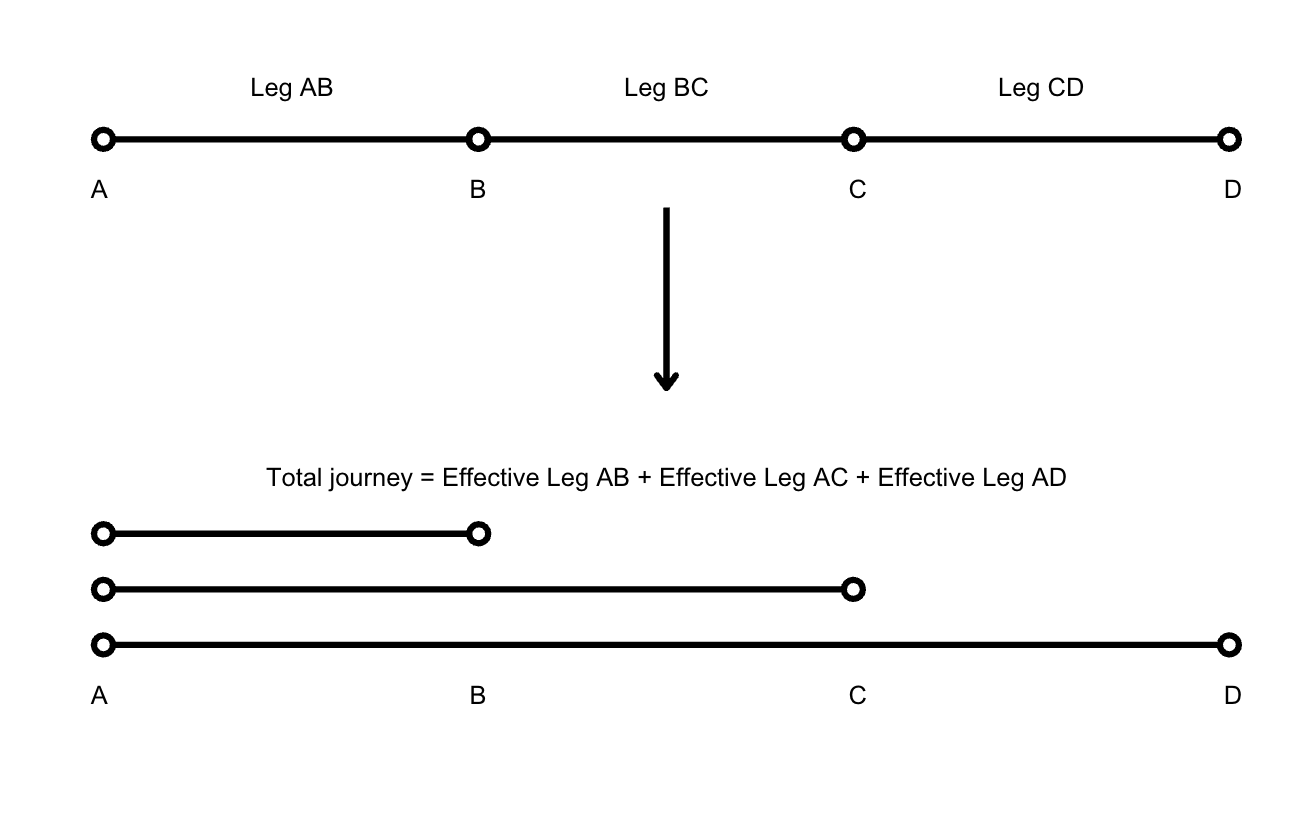 Leg AB Leg BC Leg CD
A B C D
Total journey = Effective Leg AB + Effective Leg AC + Effective Leg AD
A B C D